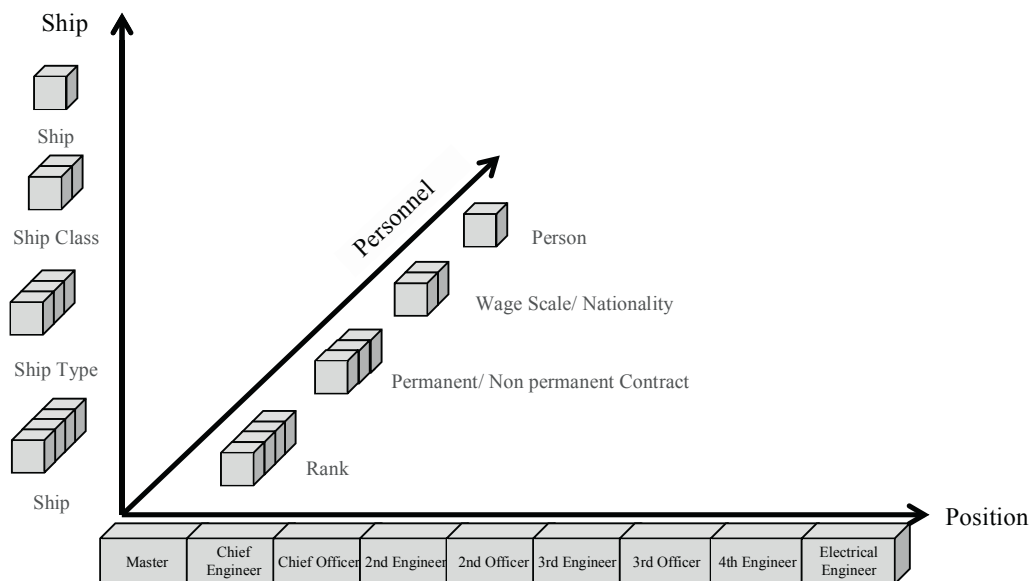 Ship
Ship
Ship Class
Ship Type
Ship
Personnel
Person
Wage Scale/ Nationality
Permanent/ Non permanent Contract
Rank
Position
Master
Chief
Engineer
Chief Officer
2nd Engineer
2nd Officer
3rd Engineer
3rd Officer
4th Engineer
Electrical
Engineer